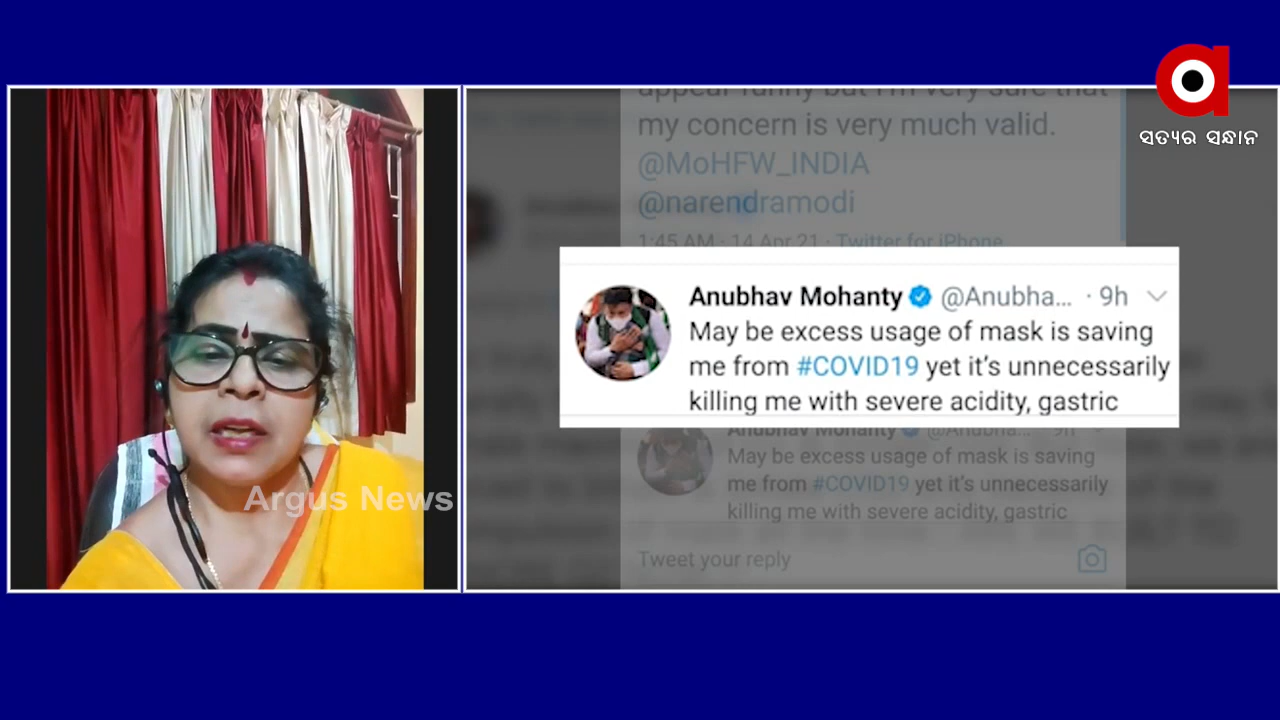 ସତ୍ୟର ସନ୍ଧାନ
appear funny but I'm very sure that
my concern is very much valid.
@MoHFW_INDIA
@narendramodi
1:45 AM · 14 Apr 21 · Twitter for iPhone
Anubhav Mohanty @Anubha... · 9h
May be excess usage of mask is saving
me from #COVID19 yet it's unnecessarily
killing me with severe acidity, gastric
Anubhav Mohanty @Anubha... · 9h
May be excess usage of mask is saving
me from #COVID19 yet it's unnecessarily
killing me with severe acidity, gastric
Tweet your reply
Argus News